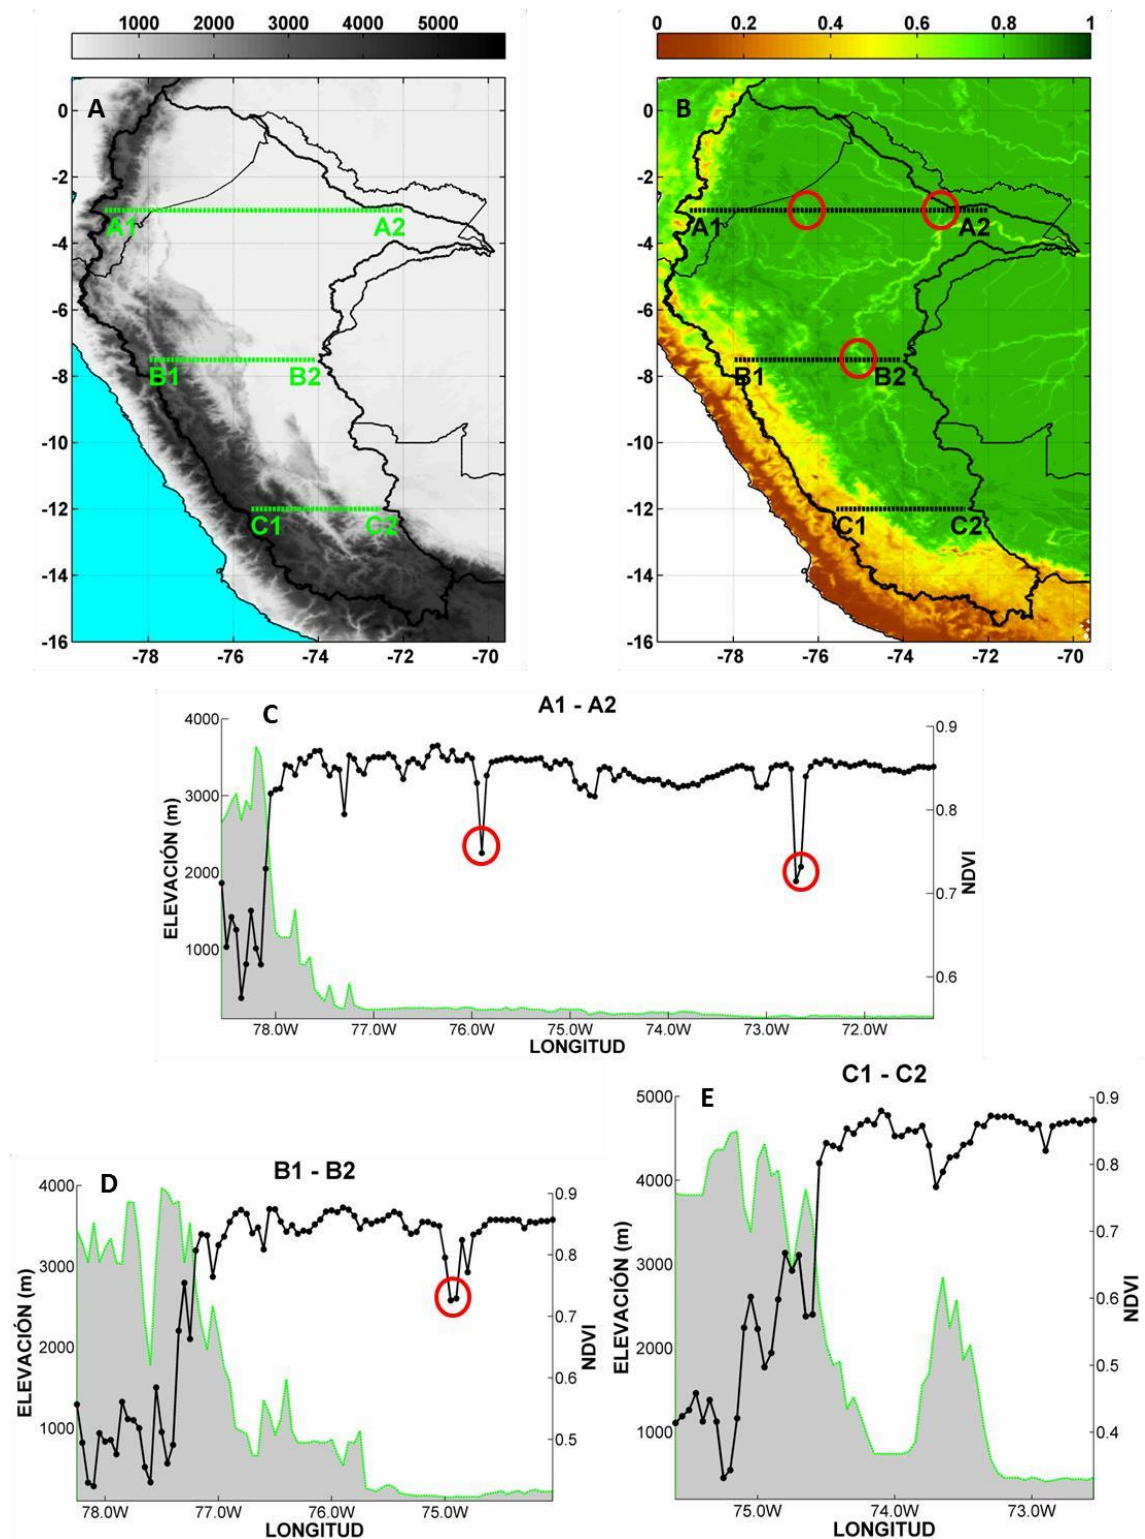 1000 2000 3000 4000 5000
0 0.2 0.4 0.6 0.8 1
A
B
0
0
-2
-2
A1 A2
A1 A2
-4
-4
-6
-6
B1 B2
B1 B2
-8
-8
-10
-10
-12
-12
C1 C2
C1 C2
-14
-14
-16
-16
-78 -76 -74 -72 -70
-78 -76 -74 -72 -70
A1 - A2
C
4000
3000
2000
1000
ELEVACIÓN (m)
0.9
0.8
0.7
0.6
NDVI
78.0W 77.0W 76.0W 75.0W 74.0W 73.0W 72.0W
LONGITUD
B1 - B2
D
4000
3000
2000
1000
ELEVACIÓN (m)
0.9
0.8
0.7
0.6
0.5
NDVI
78.0W 77.0W 76.0W 75.0W
LONGITUD
C1 - C2
E
5000
4000
3000
2000
1000
ELEVACIÓN (m)
0.9
0.8
0.7
0.6
0.5
0.4
NDVI
75.0W 74.0W 73.0W
LONGITUD